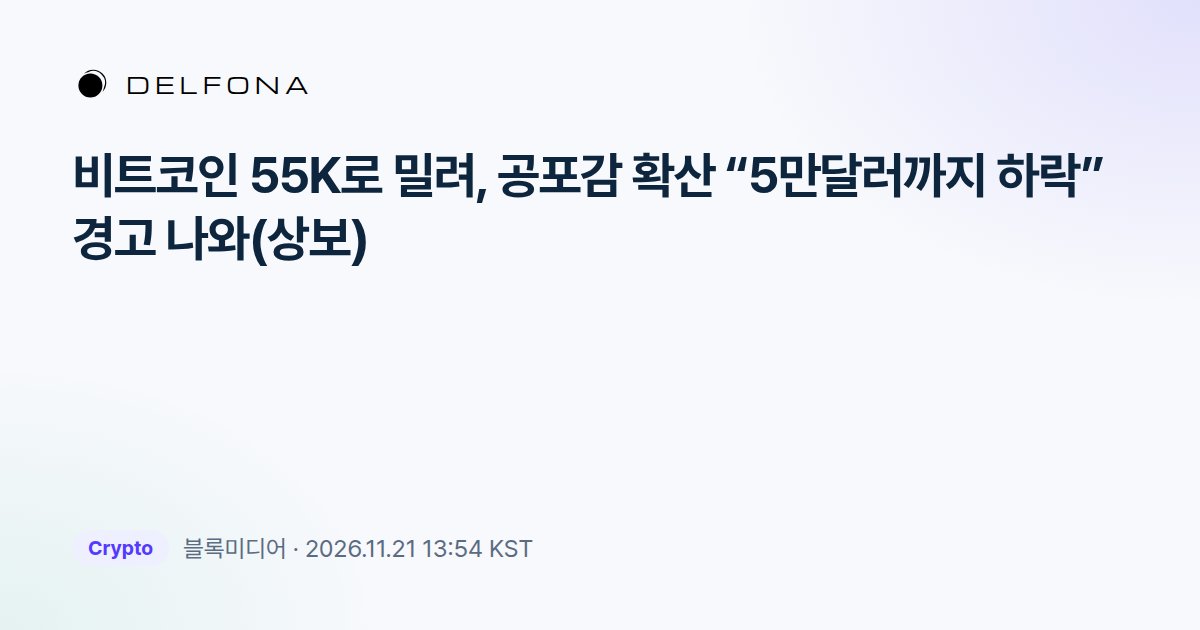 DELFONA
비트코인 55K로 밀려, 공포감 확산 “5만달러까지 하락”
경고 나와(상보)
Crypto 블록미디어 · 2026.11.21 13:54 KST